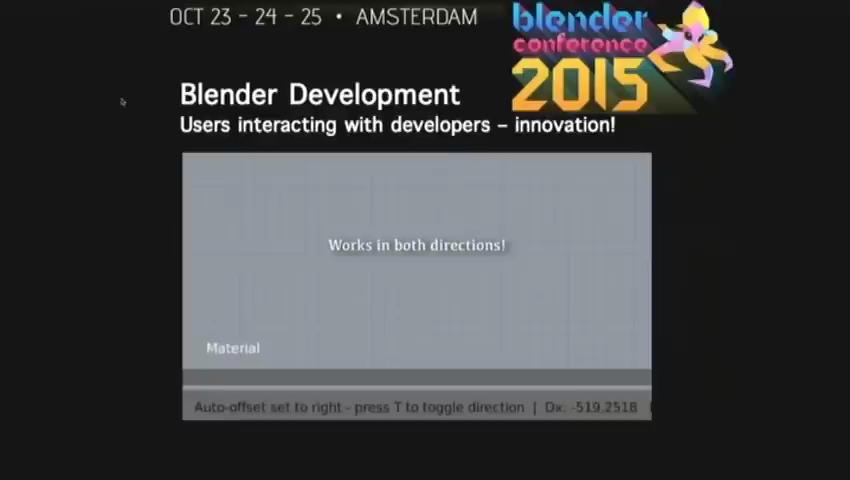 OCT 23 - 24 - 25 • AMSTERDAM
blender
conference
2015
Blender Development
Users interacting with developers – innovation!
Works in both directions!
Material
Auto-offset set to right - press T to toggle direction | Dx: -519.2518